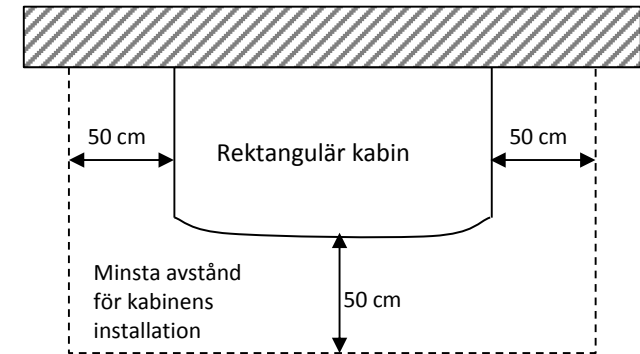 50 cm
50 cm
Rektangulär kabin
Minsta avstånd
för kabinens
installation
50 cm